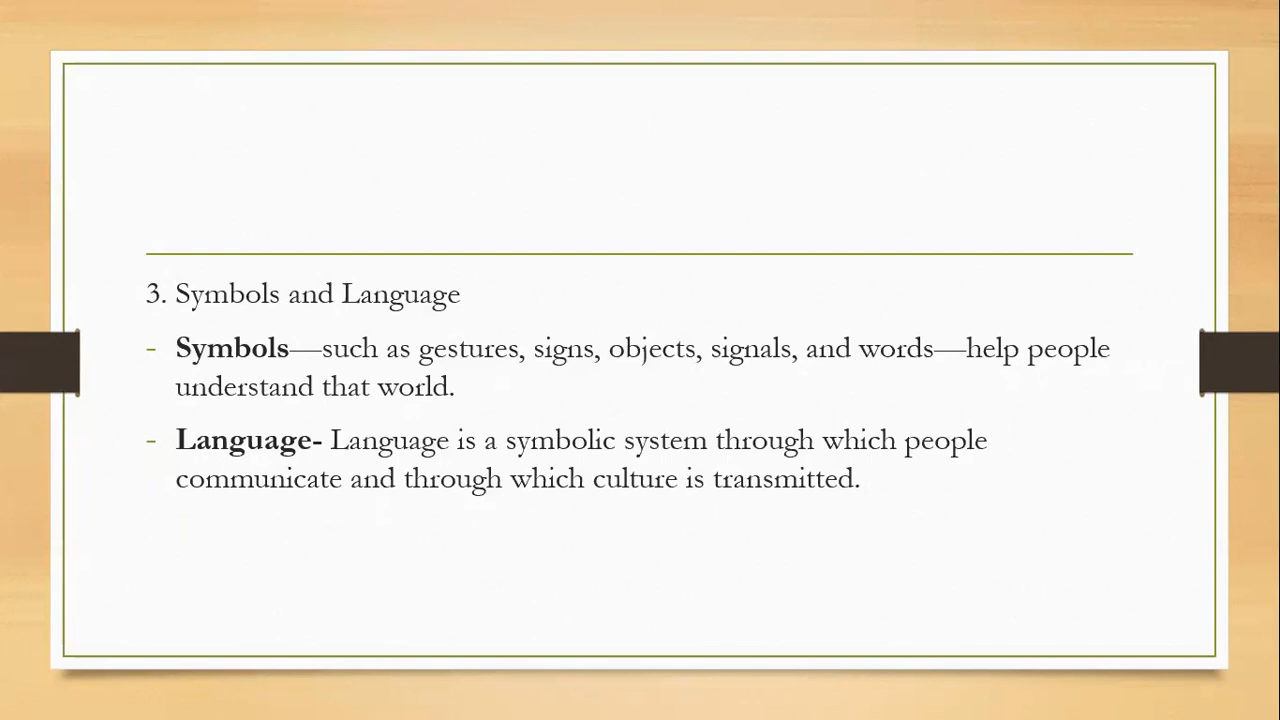 3. Symbols and Language
- Symbols—such as gestures, signs, objects, signals, and words—help people
understand that world.
- Language- Language is a symbolic system through which people
communicate and through which culture is transmitted.